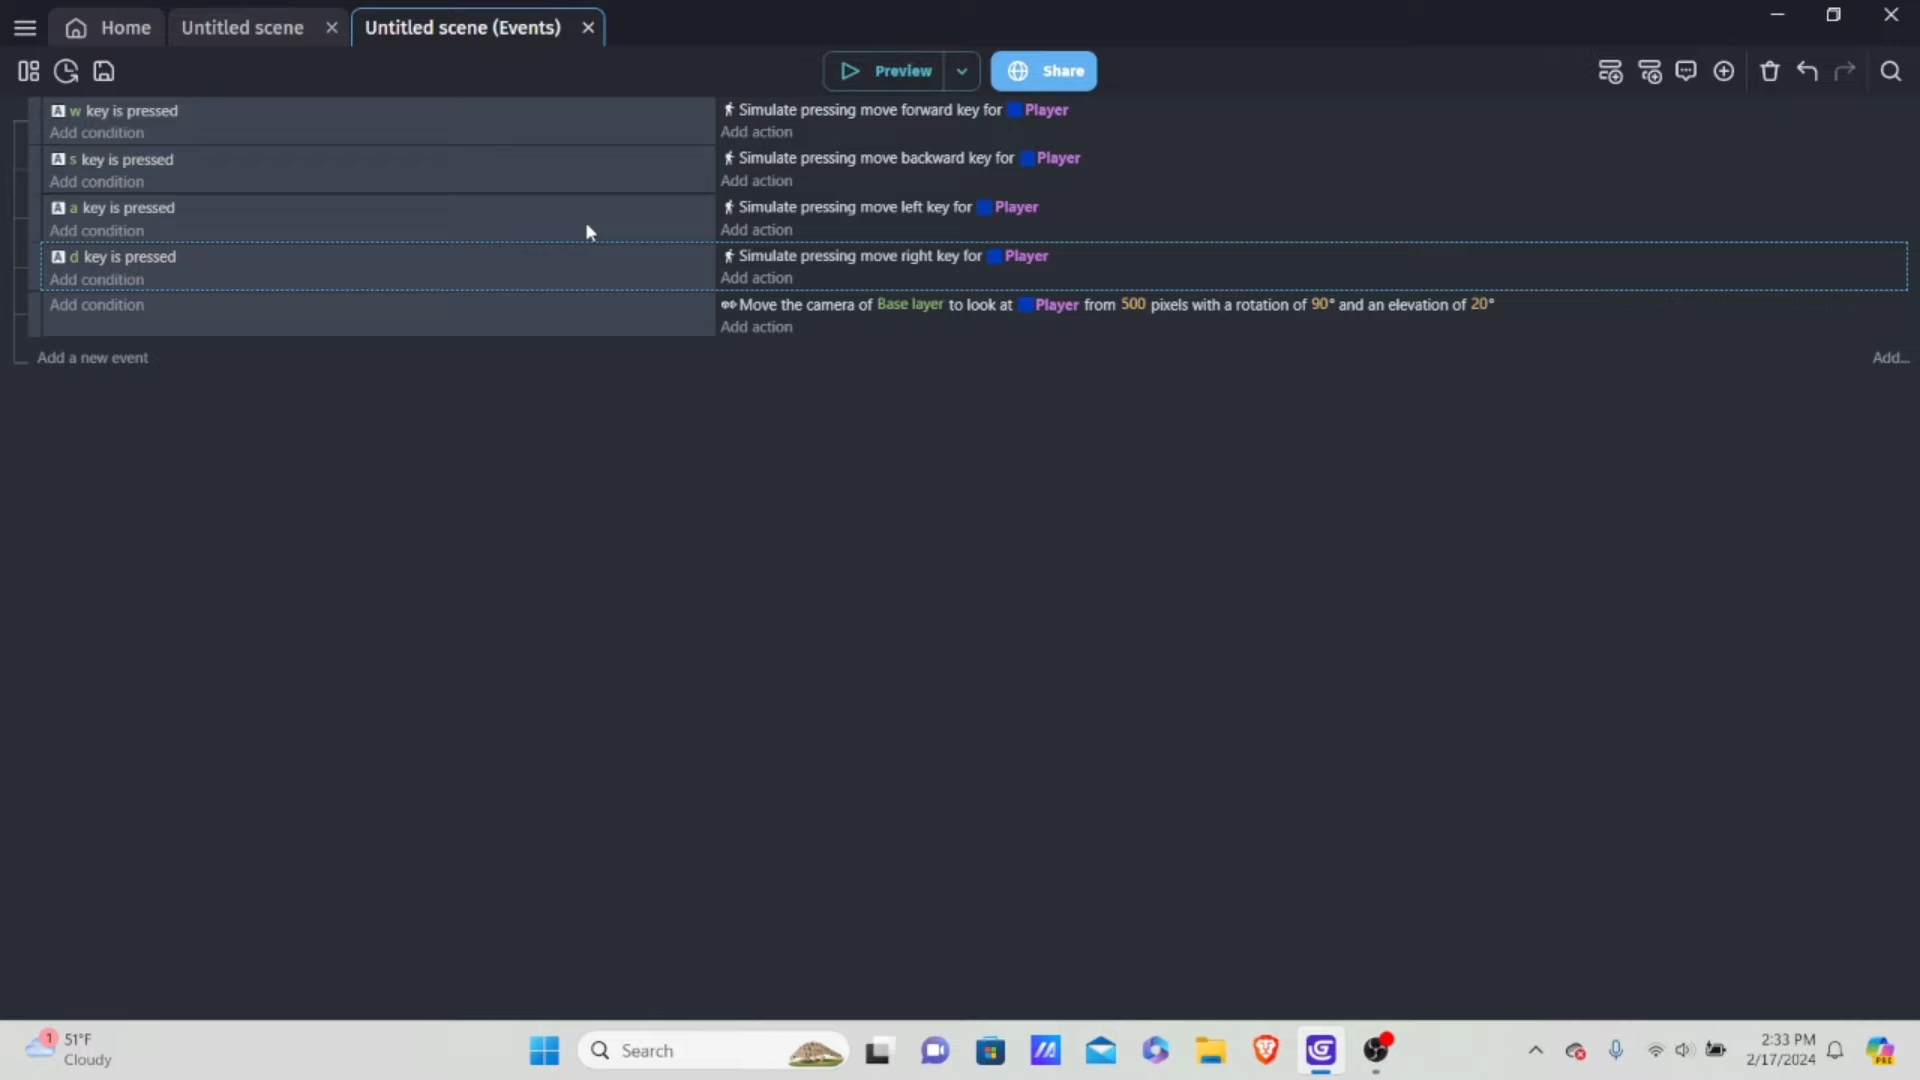 Home
Untitled scene
Untitled scene (Events)
Preview
Share
A w key is pressed
Simulate pressing move forward key for Player
Add condition
Add action
A s key is pressed
Simulate pressing move backward key for Player
Add condition
Add action
A a key is pressed
Simulate pressing move left key for Player
Add condition
Add action
A d key is pressed
Simulate pressing move right key for Player
Add condition
Add action
Add condition
Move the camera of Base layer to look at Player from 500 pixels with a rotation of 90° and an elevation of 20°
Add action
Add a new event
Add...
1
51°F
Cloudy
Search
2:33 PM
2/17/2024
PRE